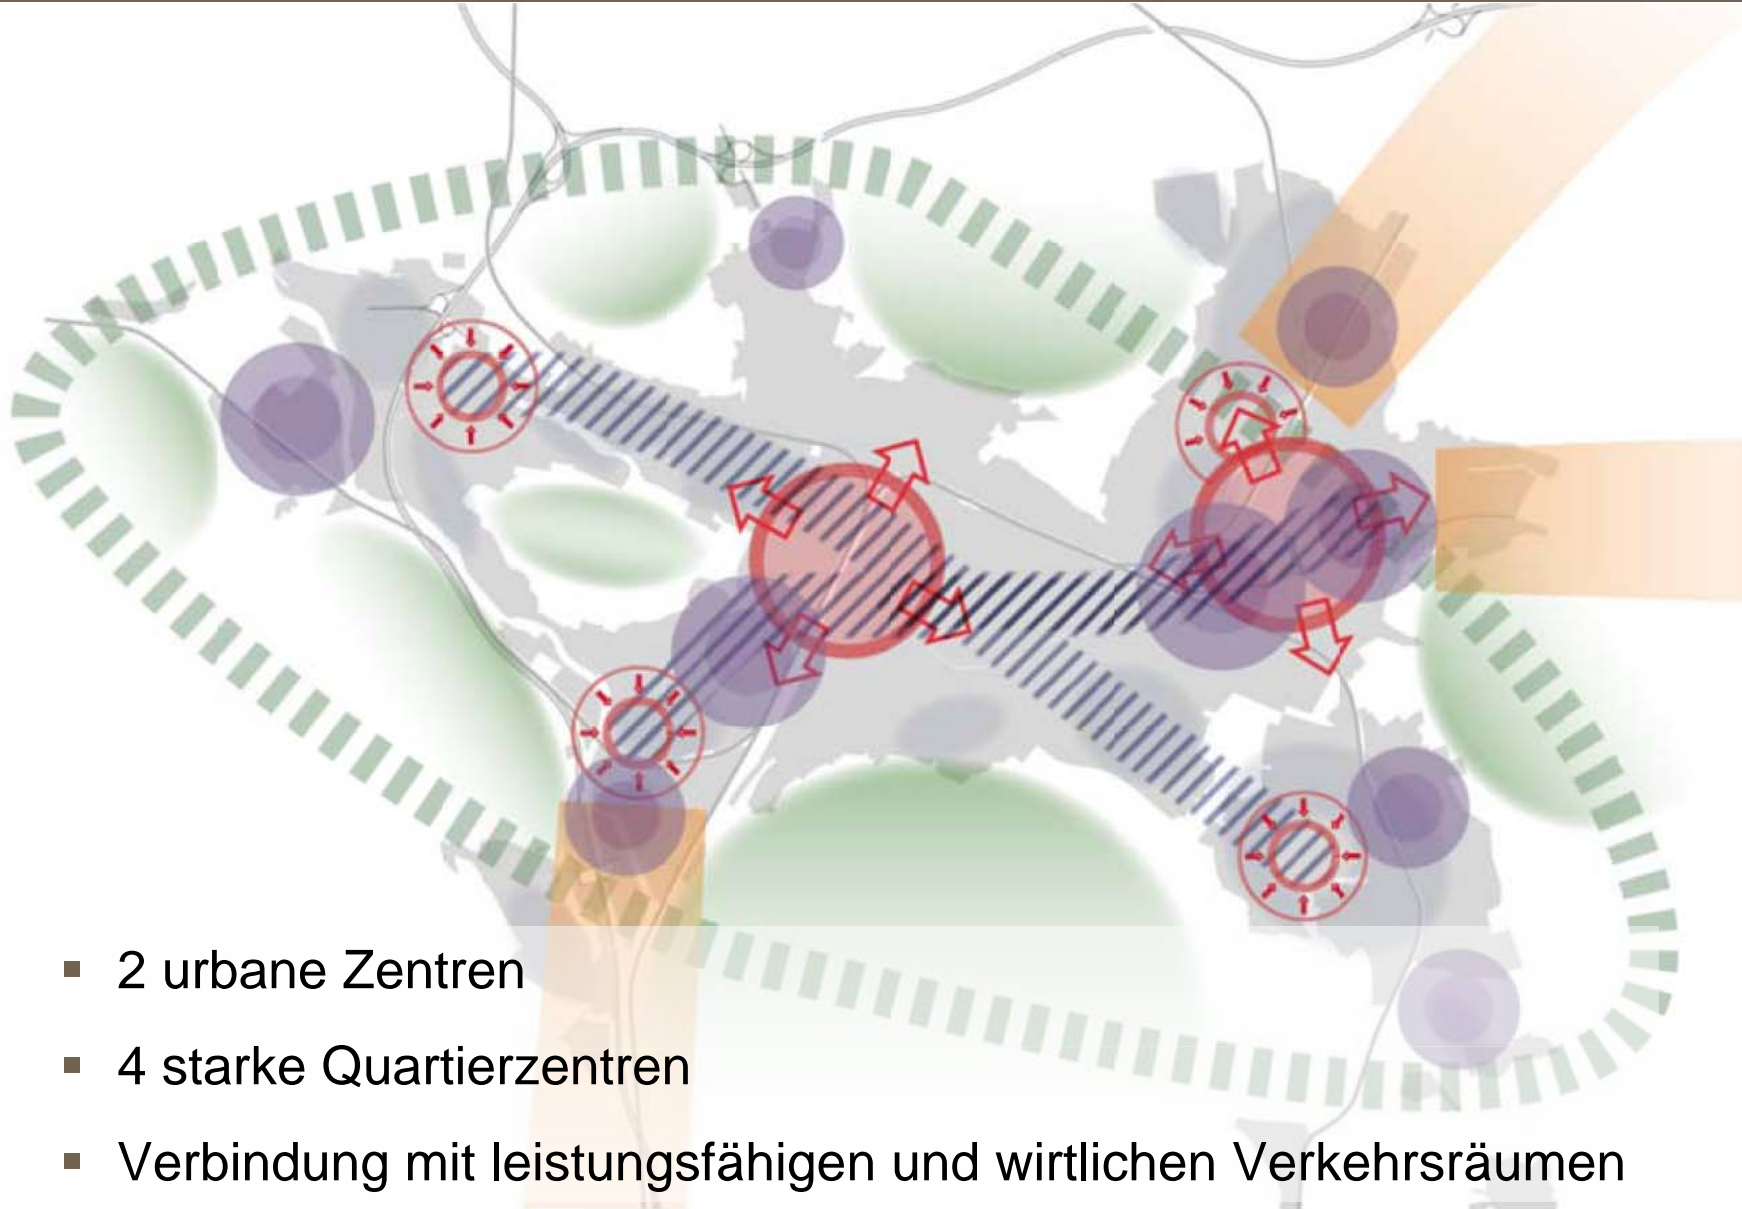 2 urbane Zentren
4 starke Quartierzentren
Verbindung mit leistungsfähigen und wirtlichen Verkehrsräumen